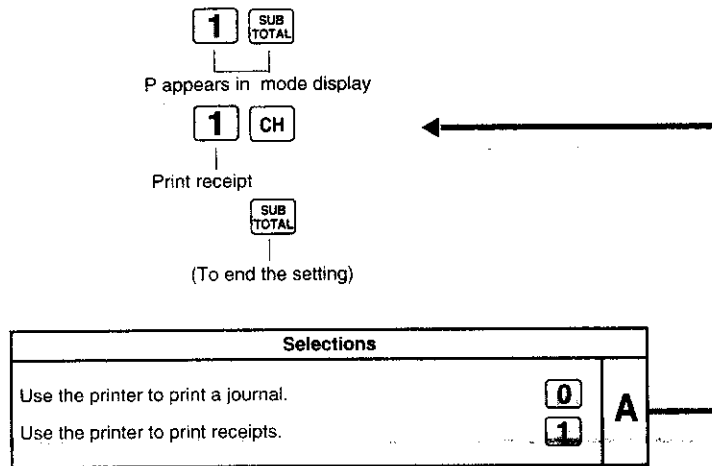 1 SUB TOTAL
P appears in mode display
1 CH
Print receipt
SUB TOTAL
(To end the setting)
Selections
Use the printer to print a journal. 0
Use the printer to print receipts. 1
A